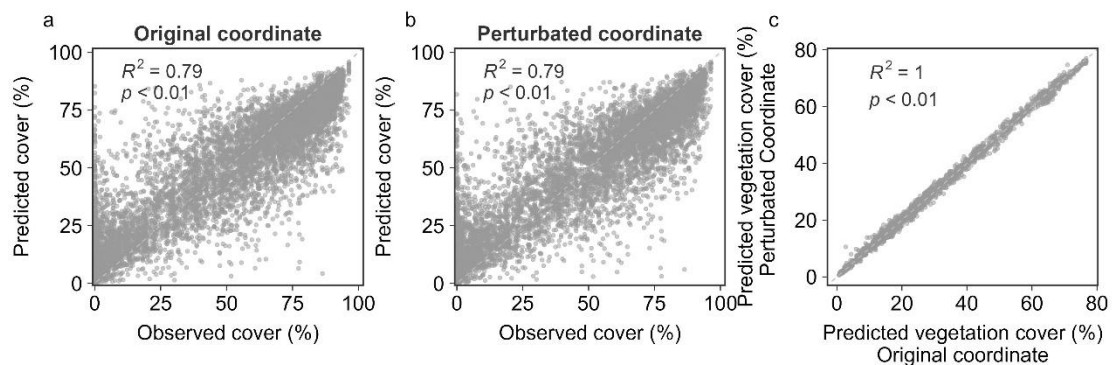 a
Original coordinate
100
75
50
25
0
Predicted cover (%)
R² = 0.79
p < 0.01
0 25 50 75 100
Observed cover (%)
b
Perturbated coordinate
100
75
50
25
0
Predicted cover (%)
R² = 0.79
p < 0.01
0 25 50 75 100
Observed cover (%)
c
80
60
40
20
0
Predicted vegetation cover (%)
Perturbated Coordinate
R² = 1
p < 0.01
0 20 40 60 80
Predicted vegetation cover (%)
Original coordinate